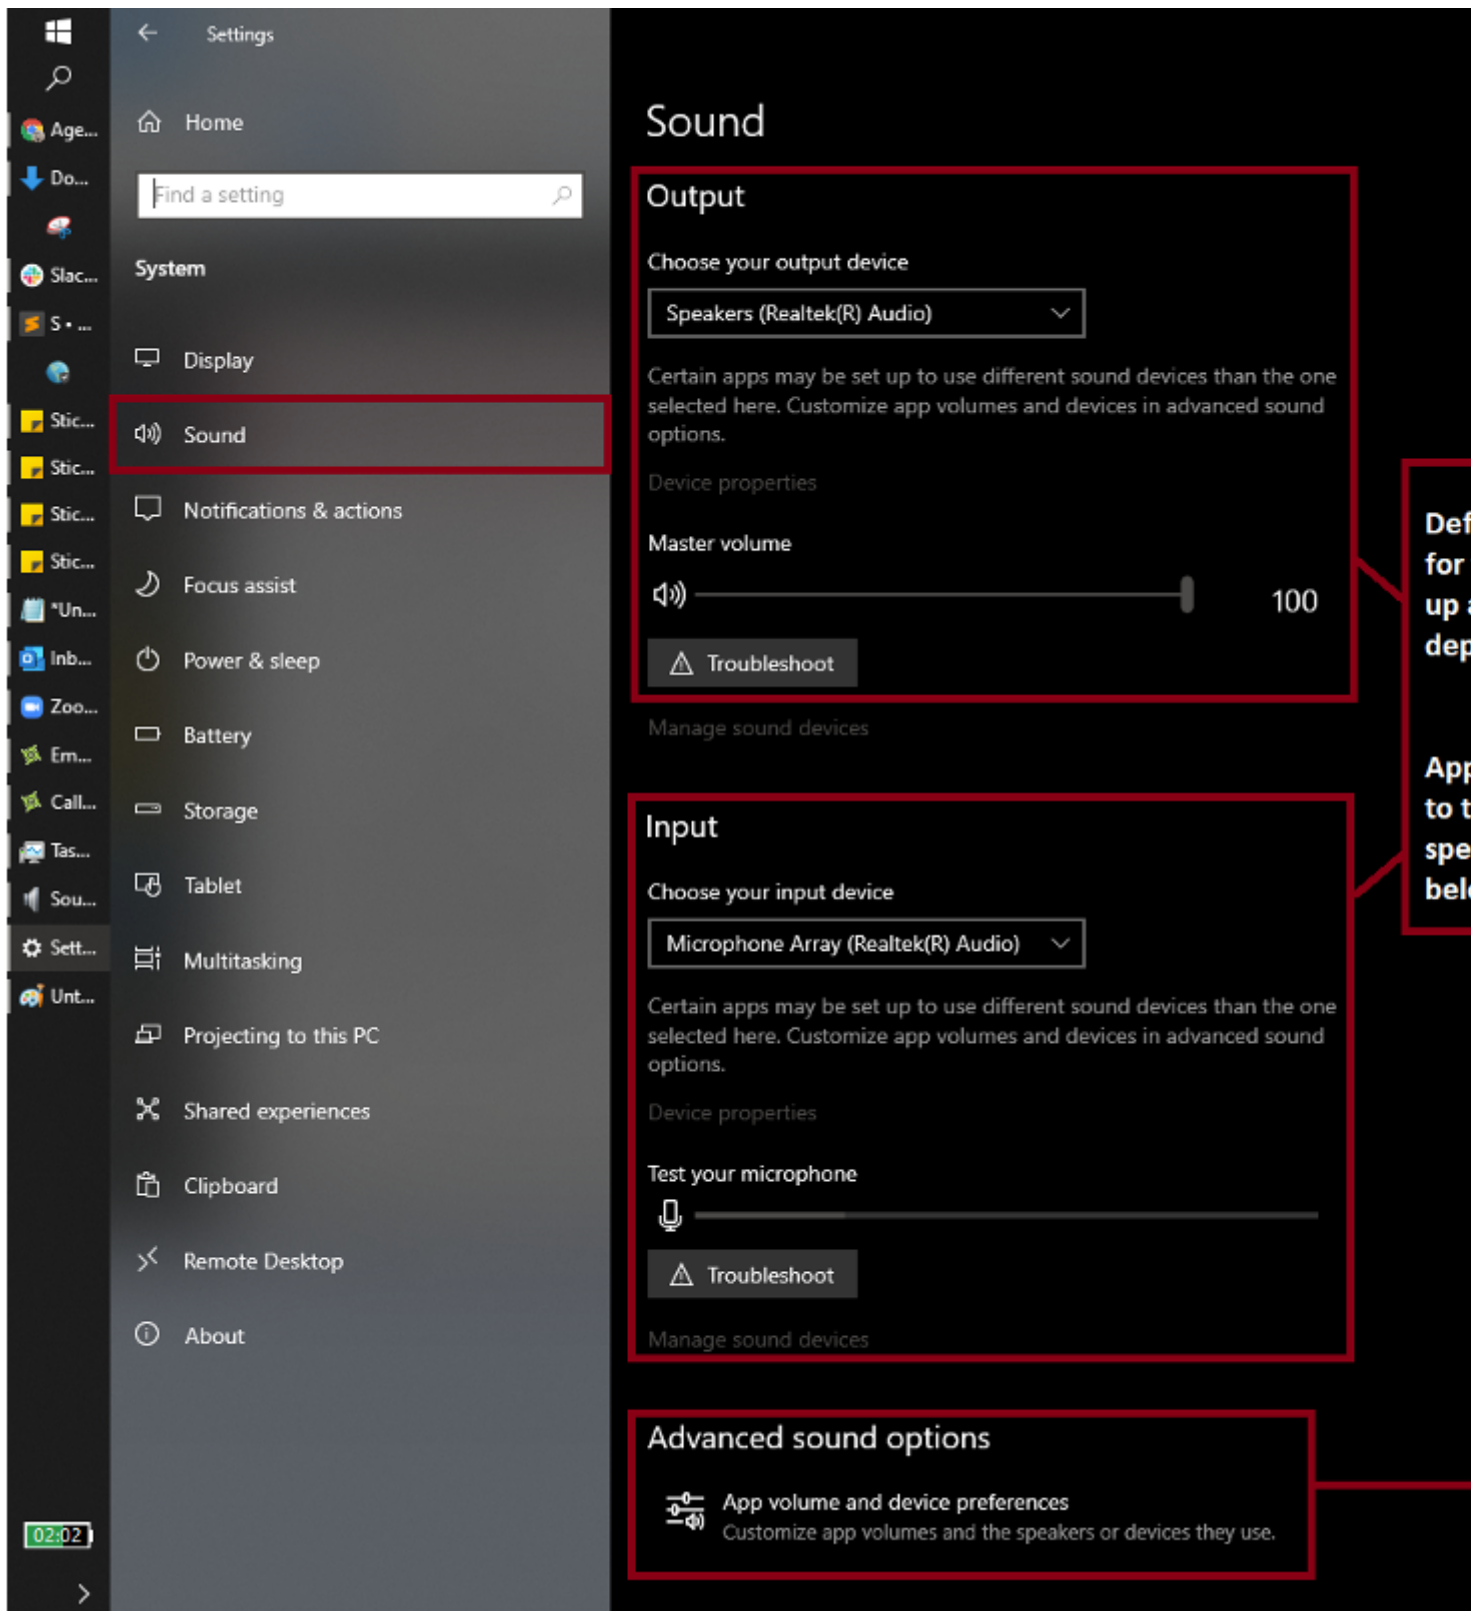 Settings
Home
Find a setting
System
Display
Sound
Notifications & actions
Focus assist
Power & sleep
Battery
Storage
Tablet
Multitasking
Projecting to this PC
Shared experiences
Clipboard
Remote Desktop
About
Age...
Do...
Slac...
S • ...
Stic...
Stic...
Stic...
Stic...
*Un...
Inb...
Zoo...
Em...
Call...
Tas...
Sou...
Sett...
Unt...
02:02
Sound
Output
Choose your output device
Speakers (Realtek(R) Audio)
Certain apps may be set up to use different sound devices than the one
selected here. Customize app volumes and devices in advanced sound
options.
Device properties
Master volume
100
Troubleshoot
Manage sound devices
Input
Choose your input device
Microphone Array (Realtek(R) Audio)
Certain apps may be set up to use different sound devices than the one
selected here. Customize app volumes and devices in advanced sound
options.
Device properties
Test your microphone
Troubleshoot
Manage sound devices
Advanced sound options
App volume and device preferences
Customize app volumes and the speakers or devices they use.
for
up
to